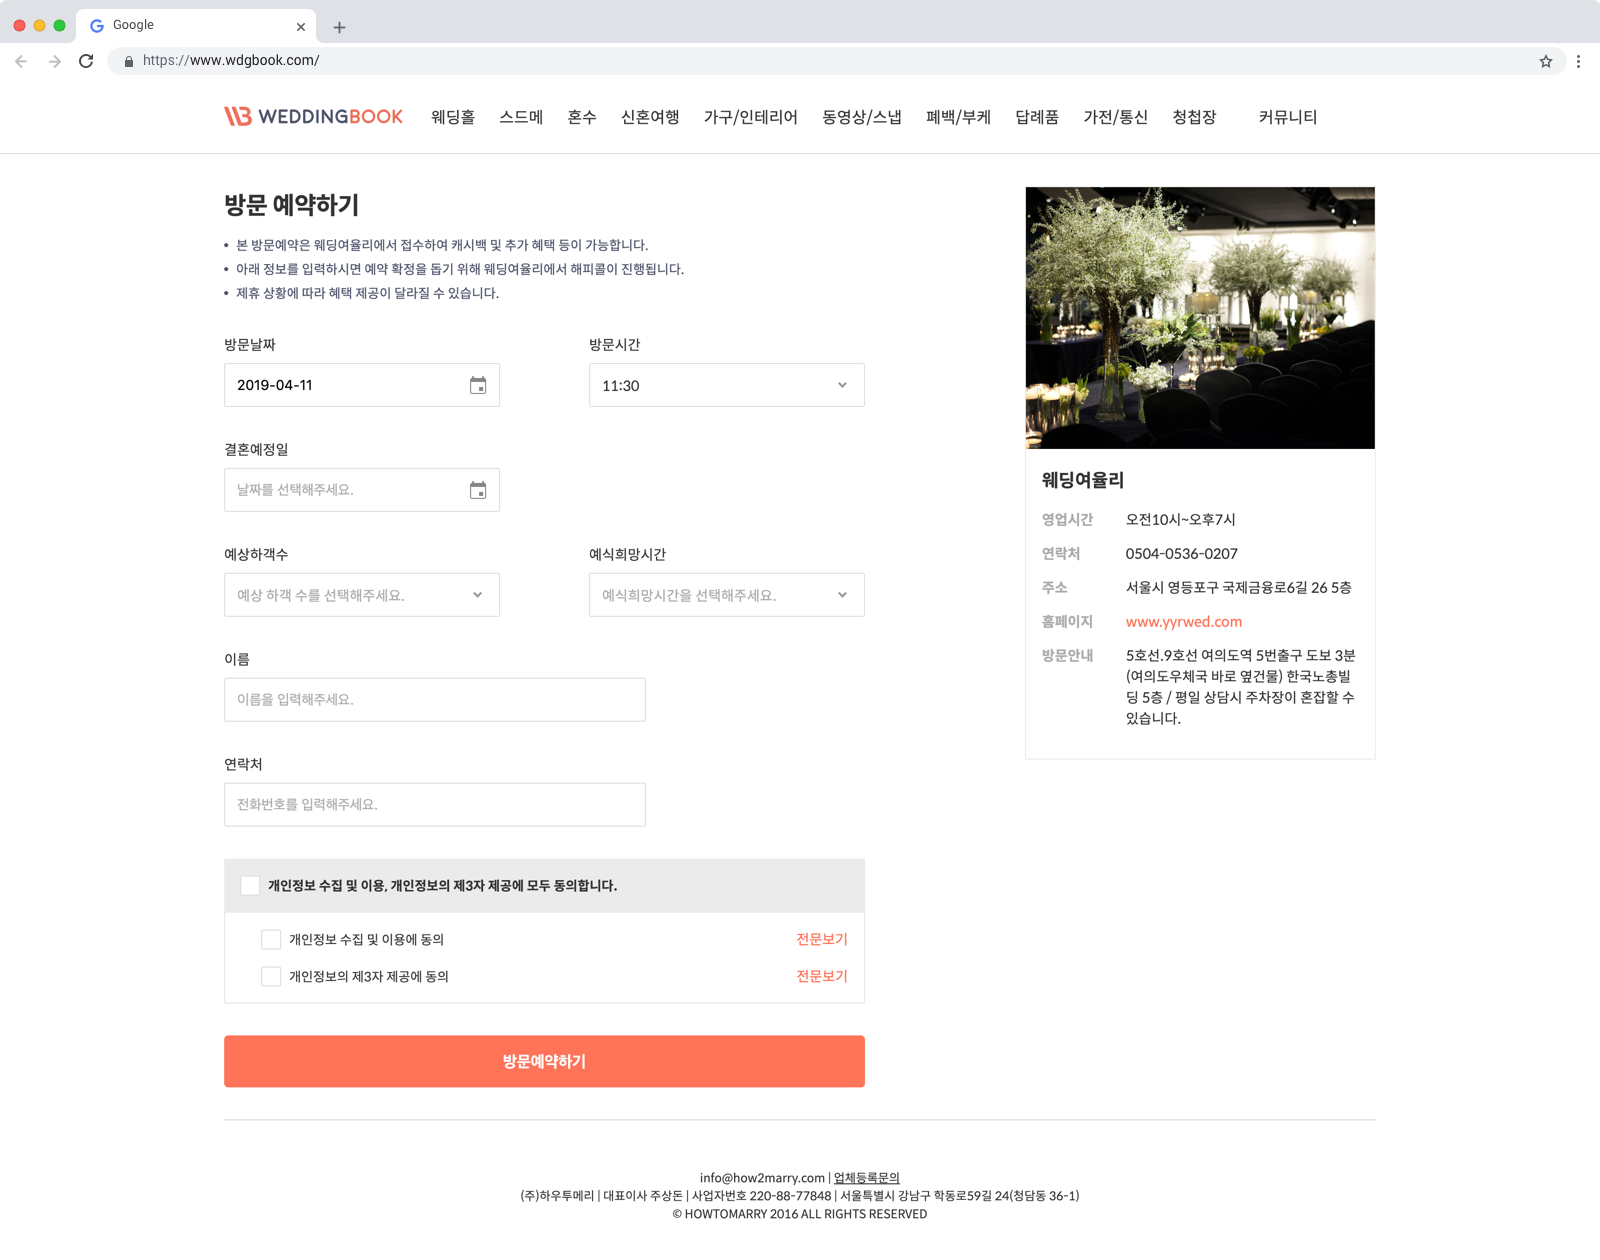 Google
https://www.wdgbook.com/
WEDDINGBOOK 웨딩홀 스드메 혼수 신혼여행 가구/인테리어 동영상/스냅 폐백/부케 답례품 가전/통신 청첩장 커뮤니티
방문 예약하기
• 본 방문예약은 웨딩여율리에서 접수하여 캐시백 및 추가 혜택 등이 가능합니다.
• 아래 정보를 입력하시면 예약 확정을 돕기 위해 웨딩여율리에서 해피콜이 진행됩니다.
• 제휴 상황에 따라 혜택 제공이 달라질 수 있습니다.
방문날짜 방문시간
2019-04-11 11:30
결혼예정일
날짜를 선택해주세요.
예상하객수 예식희망시간
예상 하객 수를 선택해주세요. 예식희망시간을 선택해주세요.
이름
이름을 입력해주세요.
연락처
전화번호를 입력해주세요.
개인정보 수집 및 이용, 개인정보의 제3자 제공에 모두 동의합니다.
개인정보 수집 및 이용에 동의 전문보기
개인정보의 제3자 제공에 동의 전문보기
방문예약하기
웨딩여율리
영업시간 오전10시~오후7시
연락처 0504-0536-0207
주소 서울시 영등포구 국제금융로6길 26 5층
홈페이지 www.yyrwed.com
방문안내 5호선.9호선 여의도역 5번출구 도보 3분
(여의도우체국 바로 옆건물) 한국노총빌
딩 5층 / 평일 상담시 주차장이 혼잡할 수
있습니다.
info@how2marry.com | 업체등록문의
(주)하우투메리 | 대표이사 주상돈 | 사업자번호 220-88-77848 | 서울특별시 강남구 학동로59길 24(청담동 36-1)
© HOWTOMARRY 2016 ALL RIGHTS RESERVED